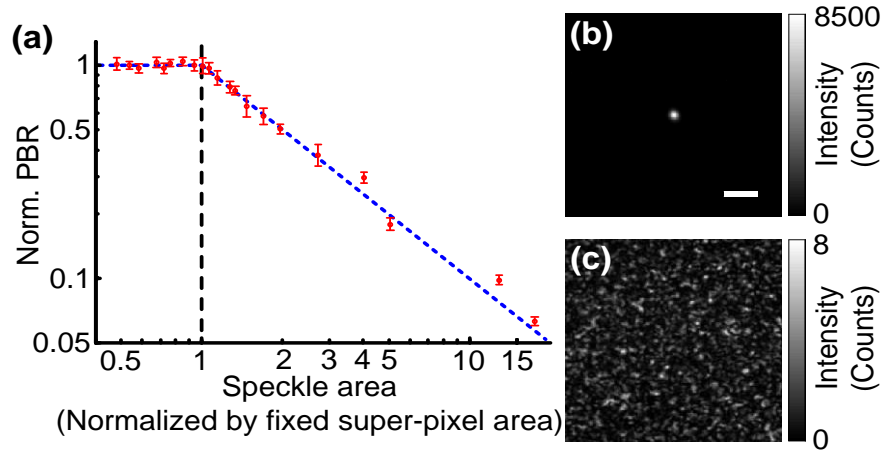 (a)
1
0.5
0.1
0.05
Norm. PBR
0.5 1 2 3 4 5 10 15
Speckle area
(Normalized by fixed super-pixel area)
(b)
8500
0
Intensity
(Counts)
(c)
8
0
Intensity
(Counts)